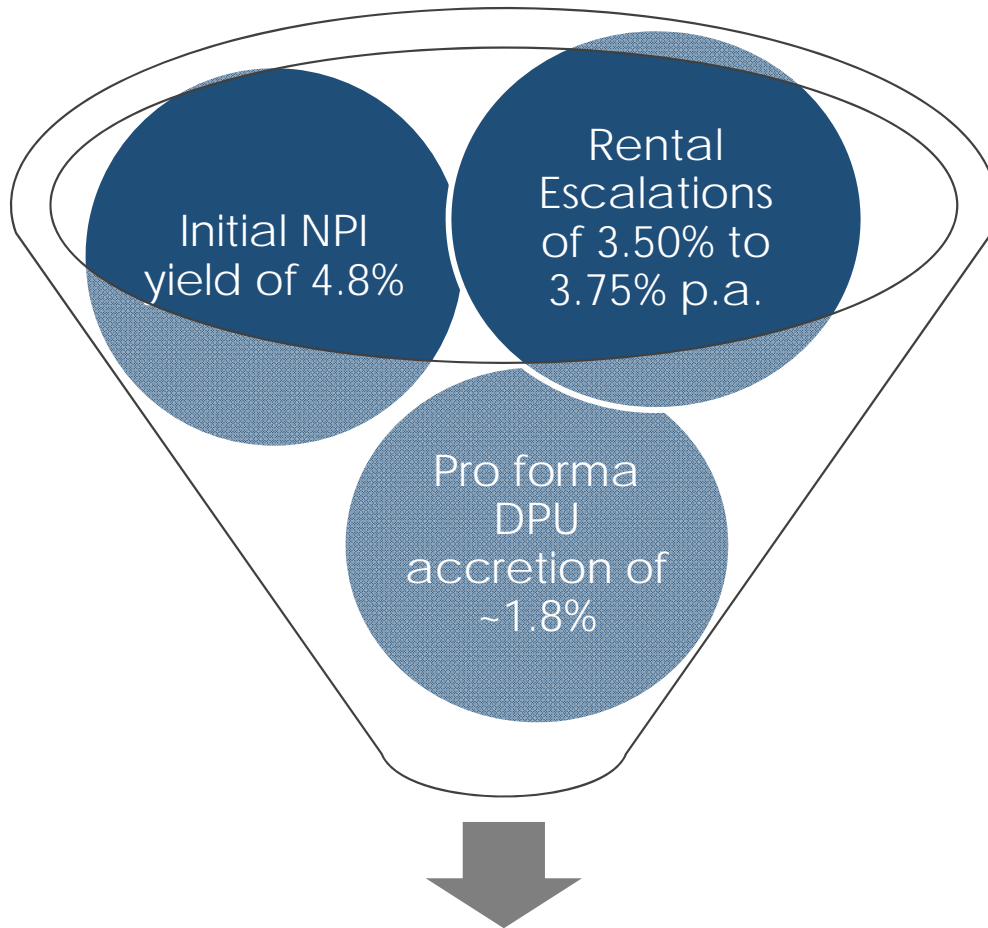 Initial NPI
yield of 4.8%
Rental
Escalations
of 3.50% to
3.75% p.a.
Pro forma
DPU
accretion of
~1.8%